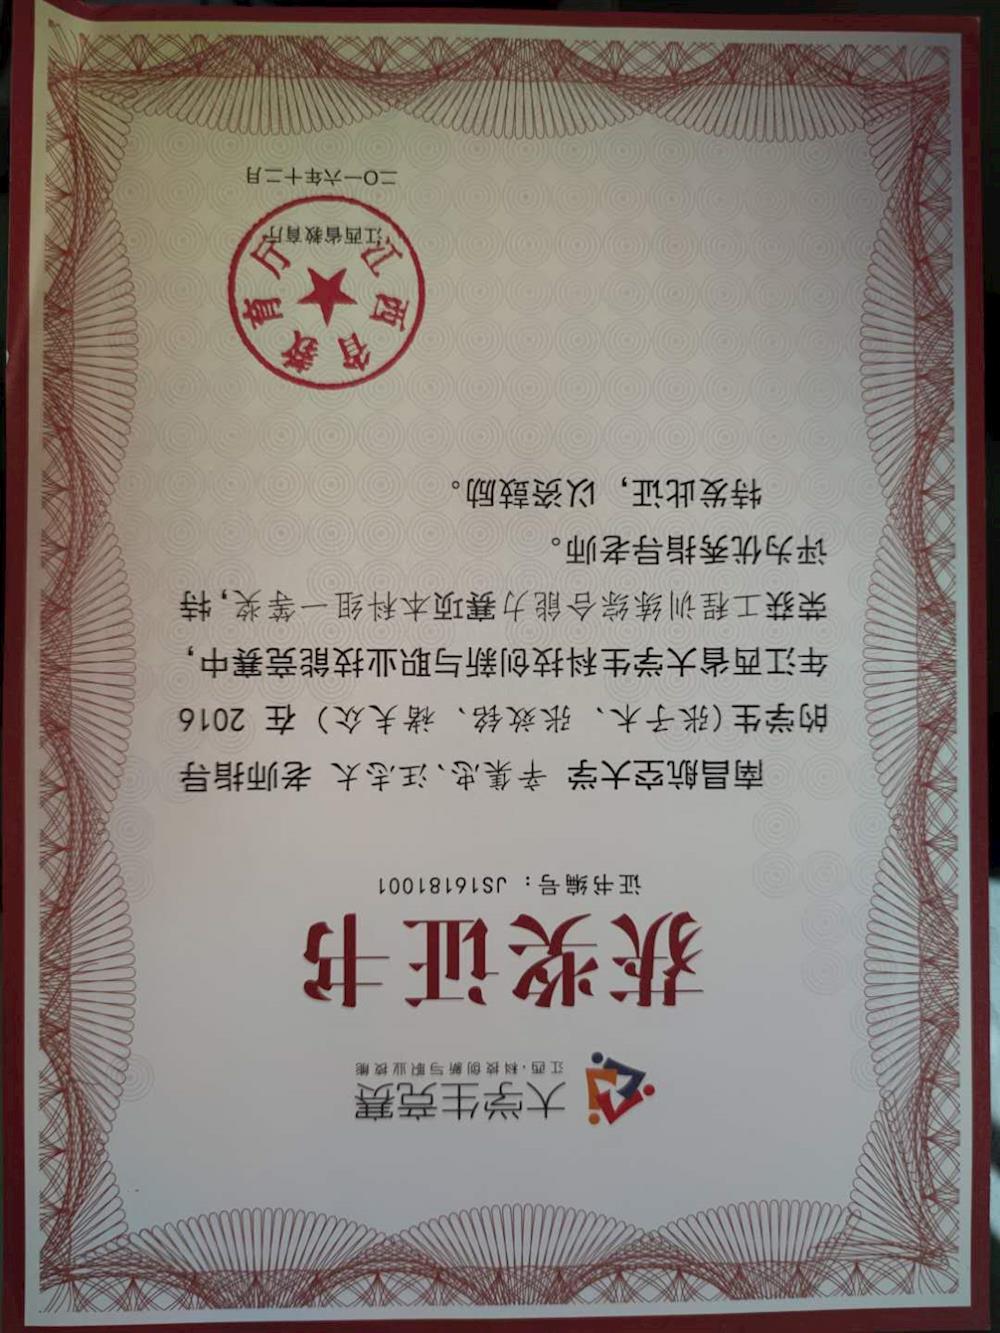 大学生竞赛
江西·科技创新与职业技能
获奖证书
证书编号：JS16181001
南昌航空大学 辛集忠、汪志太 老师指导
的学生（张子木、张效铭、褚夫众）在 2016
年江西省大学生科技创新与职业技能竞赛中，
荣获工程训练综合能力赛项本科组一等奖，特
评为优秀指导老师。
特发此证，以资鼓励。
江西省教育厅
江西省教育厅
二〇一六年十二月